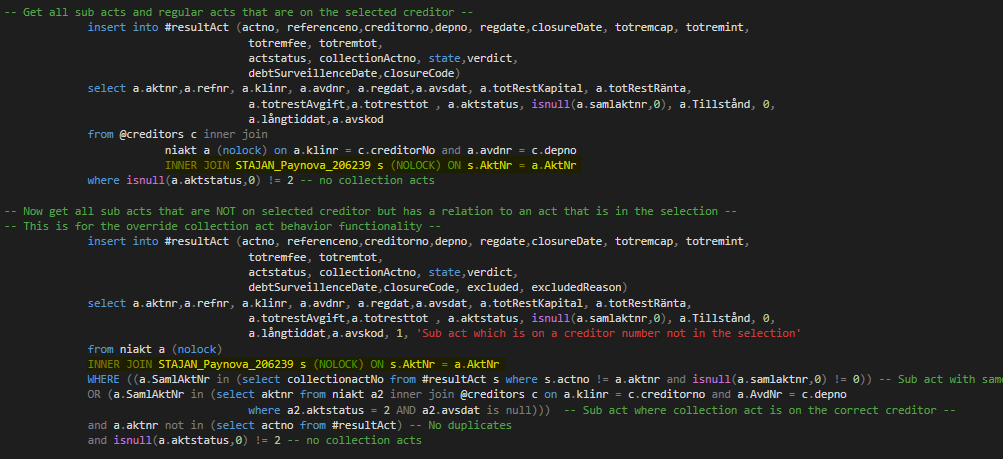 -- Get all sub acts and regular acts that are on the selected creditor --
insert into #resultAct (actno, referenceno,creditorno,depno, regdate,closureDate, totremcap, totremint,
totremfee, totremtot,
actstatus, collectionActno, state,verdict,
debtSurveillenceDate,closureCode)
select a.aktnr,a.refnr, a.klinr, a.avdnr, a.regdat,a.avsdat, a.totRestKapital, a.totRestRänta,
a.totrestAvgift,a.totresttot , a.aktstatus, isnull(a.samlaktnr,0), a.Tillstånd, 0,
a.långtiddat,a.avskod
from @creditors c inner join
niakt a (nolock) on a.klinr = c.creditorNo and a.avdnr = c.depno
INNER JOIN STAJAN_Paynova_206239 s (NOLOCK) ON s.AktNr = a.AktNr
where isnull(a.aktstatus,0) != 2 -- no collection acts
-- Now get all sub acts that are NOT on selected creditor but has a relation to an act that is in the selection --
-- This is for the override collection act behavior functionality --
insert into #resultAct (actno, referenceno,creditorno,depno, regdate,closureDate, totremcap, totremint,
totremfee, totremtot,
actstatus, collectionActno, state,verdict,
debtSurveillenceDate,closureCode, excluded, excludedReason)
select a.aktnr,a.refnr, a.klinr, a.avdnr, a.regdat,a.avsdat, a.totRestKapital, a.totRestRänta,
a.totrestAvgift,a.totresttot , a.aktstatus, isnull(a.samlaktnr,0), a.Tillstånd, 0,
a.långtiddat,a.avskod, 1, 'Sub act which is on a creditor number not in the selection'
from niakt a (nolock)
INNER JOIN STAJAN_Paynova_206239 s (NOLOCK) ON s.AktNr = a.AktNr
WHERE ((a.SamlAktNr in (select collectionactNo from #resultAct s where s.actno != a.aktnr and isnull(a.samlaktnr,0) != 0)) -- Sub act with same
OR (a.SamlAktNr in (select aktnr from niakt a2 inner join @creditors c on a.klinr = c.creditorno and a.AvdNr = c.depno
where a2.aktstatus = 2 AND a2.avsdat is null))) -- Sub act where collection act is on the correct creditor --
and a.aktnr not in (select actno from #resultAct) -- No duplicates
and isnull(a.aktstatus,0) != 2 -- no collection acts